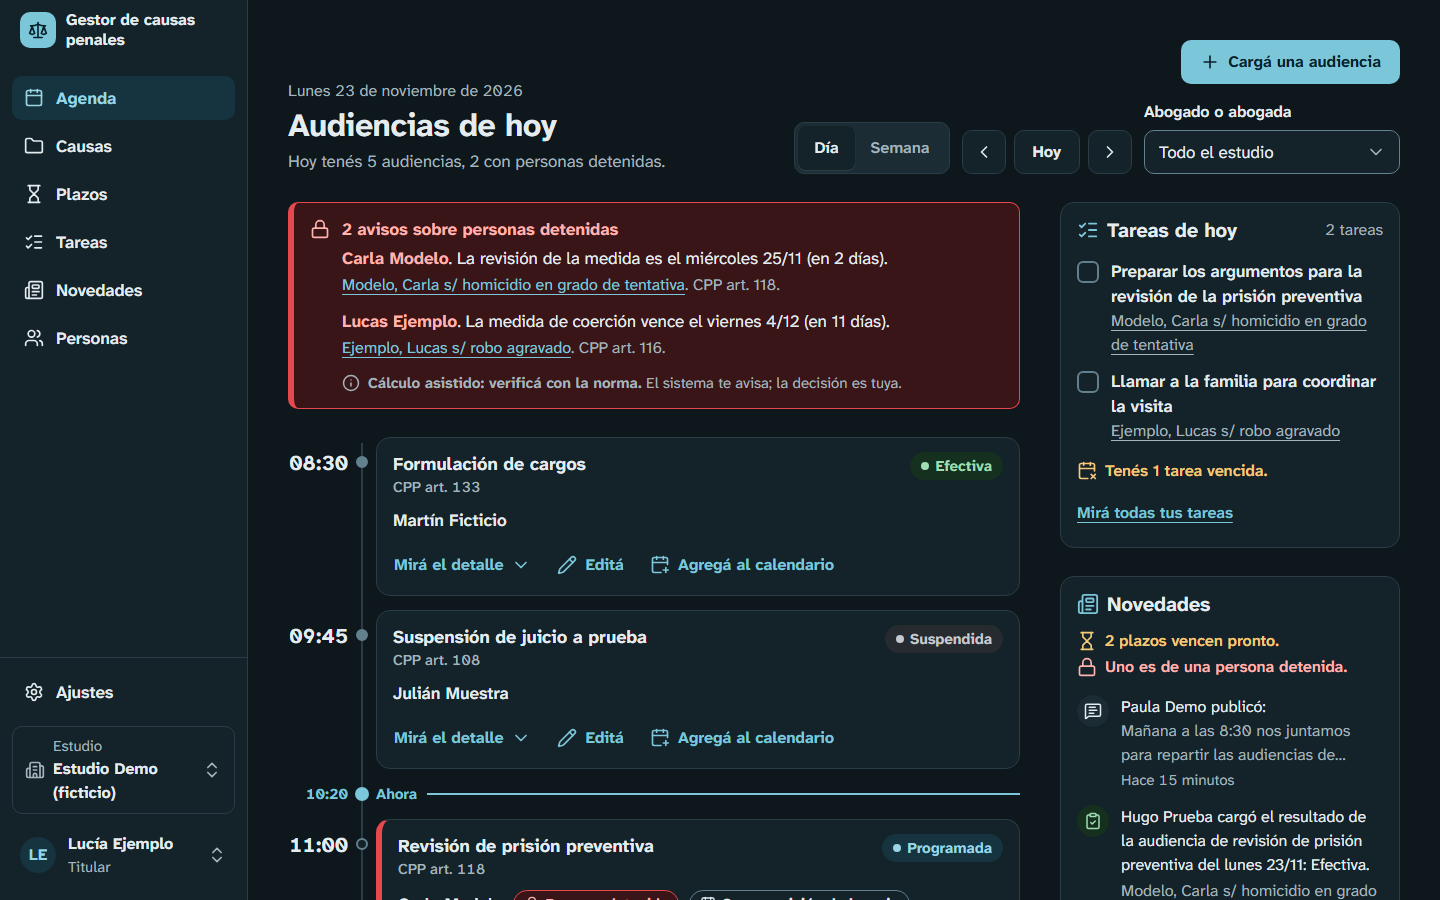 Gestor de causas
penales
Agenda
Causas
Plazos
Tareas
Novedades
Personas
Ajustes
Estudio
Estudio Demo
(ficticio)
LE
Lucía Ejemplo
Titular
Cargá una audiencia
Lunes 23 de noviembre de 2026
Audiencias de hoy
Hoy tenés 5 audiencias, 2 con personas detenidas.
Día
Semana
Hoy
Abogado o abogada
Todo el estudio
2 avisos sobre personas detenidas
Carla Modelo. La revisión de la medida es el miércoles 25/11 (en 2 días).
Modelo, Carla s/ homicidio en grado de tentativa. CPP art. 118.
Lucas Ejemplo. La medida de coerción vence el viernes 4/12 (en 11 días).
Ejemplo, Lucas s/ robo agravado. CPP art. 116.
Cálculo asistido: verificá con la norma. El sistema te avisa; la decisión es tuya.
08:30
Formulación de cargos
Efectiva
CPP art. 133
Martín Ficticio
Mirá el detalle
Editá
Agregá al calendario
09:45
Suspensión de juicio a prueba
Suspendida
CPP art. 108
Julián Muestra
Mirá el detalle
Editá
Agregá al calendario
10:20
Ahora
11:00
Revisión de prisión preventiva
Programada
CPP art. 118
Tareas de hoy
2 tareas
Preparar los argumentos para la
revisión de la prisión preventiva
Modelo, Carla s/ homicidio en grado
de tentativa
Llamar a la familia para coordinar
la visita
Ejemplo, Lucas s/ robo agravado
Tenés 1 tarea vencida.
Mirá todas tus tareas
Novedades
2 plazos vencen pronto.
Uno es de una persona detenida.
Paula Demo publicó:
Mañana a las 8:30 nos juntamos
para repartir las audiencias de...
Hace 15 minutos
Hugo Prueba cargó el resultado de
la audiencia de revisión de prisión
preventiva del lunes 23/11: Efectiva.
Modelo, Carla s/ homicidio en grado